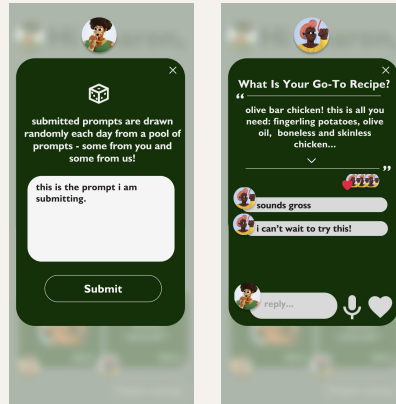 submitted prompts are drawn
randomly each day from a pool of
prompts - some from you and
some from us!
this is the prompt i am
submitting.
Submit
What Is Your Go-To Recipe?
“
olive bar chicken! this is all you
need: fingerling potatoes, olive
oil, boneless and skinless
chicken...
”
sounds gross
i can't wait to try this!
reply...